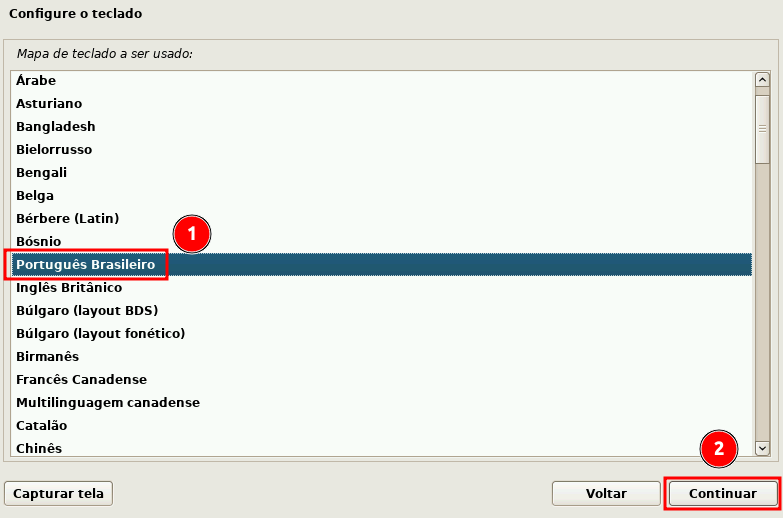 Configure o teclado
Mapa de teclado a ser usado:
Árabe
Asturiano
Bangladesh
Bielorrusso
Bengali
Belga
Bérbere (Latin)
Bósnio
1
Português Brasileiro
Inglês Britânico
Búlgaro (layout BDS)
Búlgaro (layout fonético)
Birmanês
Francês Canadense
Multilinguagem canadense
Catalão
Chinês
2
Capturar tela
Voltar
Continuar